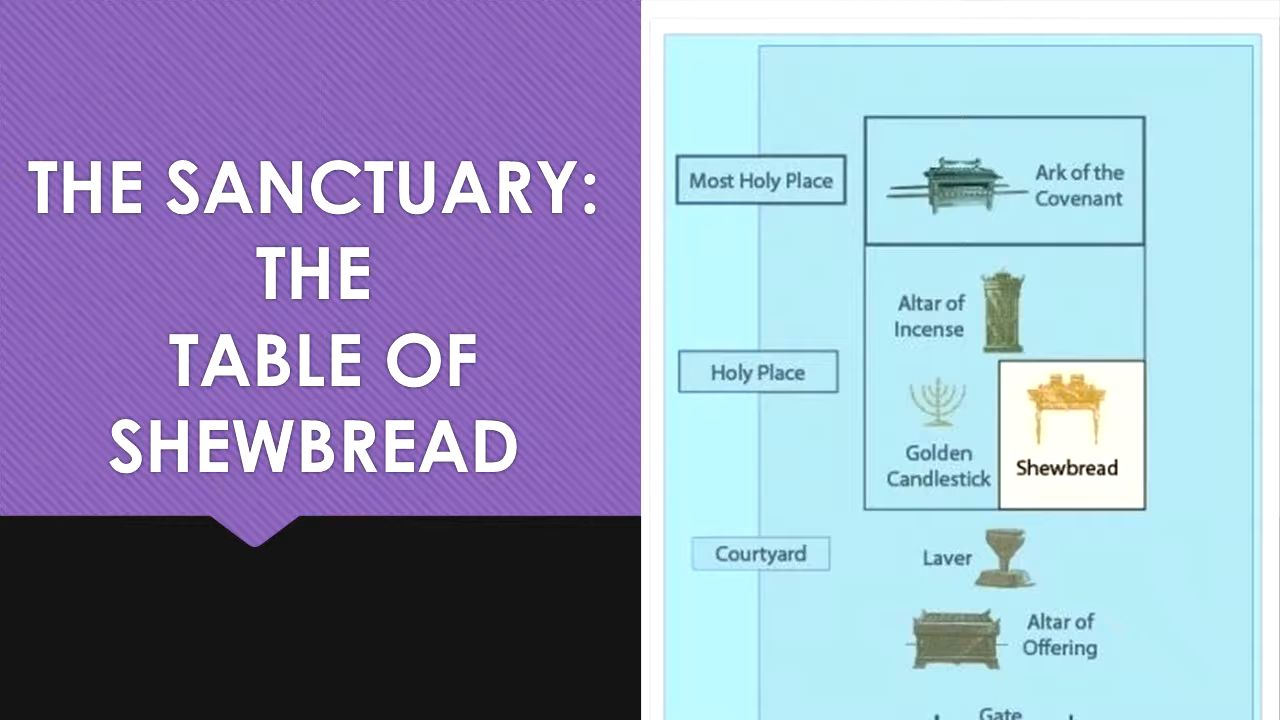 THE SANCTUARY:
THE
TABLE OF
SHEWBREAD
Most Holy Place
Ark of the
Covenant
Altar of
Incense
Holy Place
Golden
Candlestick
Shewbread
Courtyard
Laver
Altar of
Offering
Gate